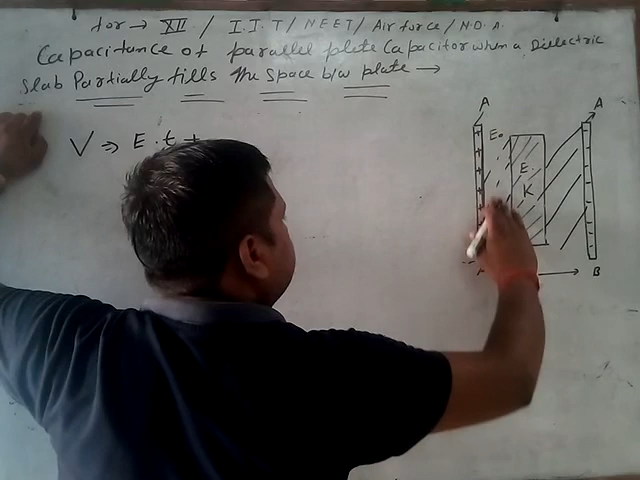 for → XII / I.I.T / NEET / Air force / N.D.A.
Capacitance of parallel plate Capacitor when a Dielectric
slab Partially fills the Space b/w plate →
A A
E₀
V ⇒ E.t +
E
K
B